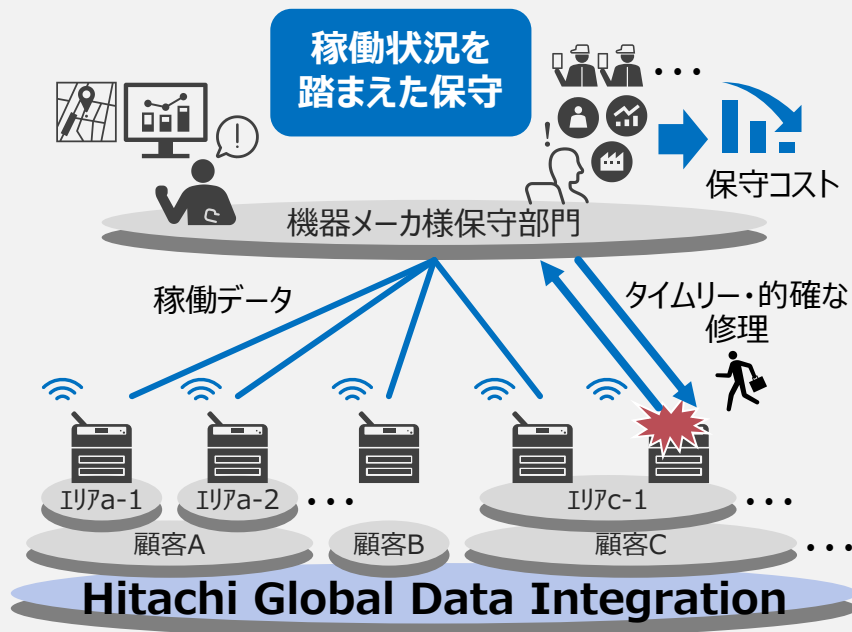 稼働状況を
踏まえた保守
!
!
・・・
保守コスト
機器メーカ様保守部門
稼働データ
タイムリー・的確な
修理
ｴﾘｱa-1
ｴﾘｱa-2
・・・
ｴﾘｱc-1
・・・
顧客A
顧客B
顧客C
・・・
Hitachi Global Data Integration